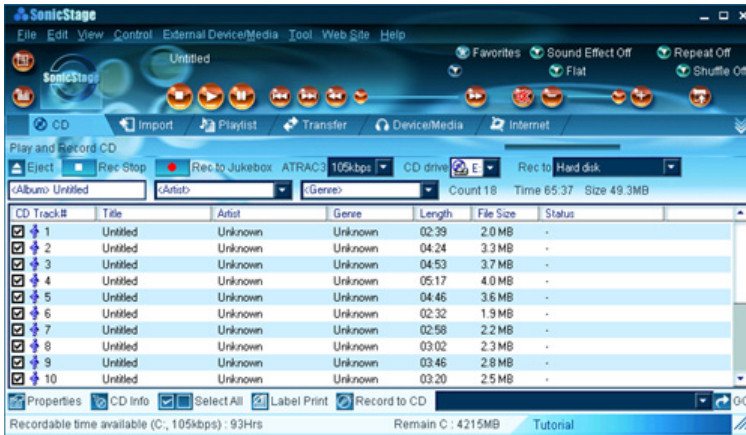 SonicStage
File Edit View Control External Device/Media Tool Web Site Help
Untitled
Favorites Sound Effect Off Repeat Off
Flat Shuffle Of
SonicStage
CD Import Playlist Transfer Device/Media Internet
Play and Record CD
Eject Rec Stop Rec to Jukebox ATRAC3 105kbps CD drive E: Rec to Hard disk
<Album> Untitled <Artist> <Genre> Count 18 Time 65:37 Size 49.3MB
CD Track# Title Artist Genre Length File Size Status
1 Untitled Unknown Unknown 02:39 2.0 MB -
2 Untitled Unknown Unknown 04:24 3.3 MB -
3 Untitled Unknown Unknown 04:53 3.7 MB -
4 Untitled Unknown Unknown 05:17 4.0 MB -
5 Untitled Unknown Unknown 04:46 3.6 MB -
6 Untitled Unknown Unknown 02:32 1.9 MB -
7 Untitled Unknown Unknown 02:58 2.2 MB -
8 Untitled Unknown Unknown 03:02 2.3 MB -
9 Untitled Unknown Unknown 03:46 2.8 MB -
10 Untitled Unknown Unknown 03:20 2.5 MB -
Properties CD Info Select All Label Print Record to CD GO
Recordable time available (C:, 105kbps) : 93Hrs Remain C : 4215MB Tutorial